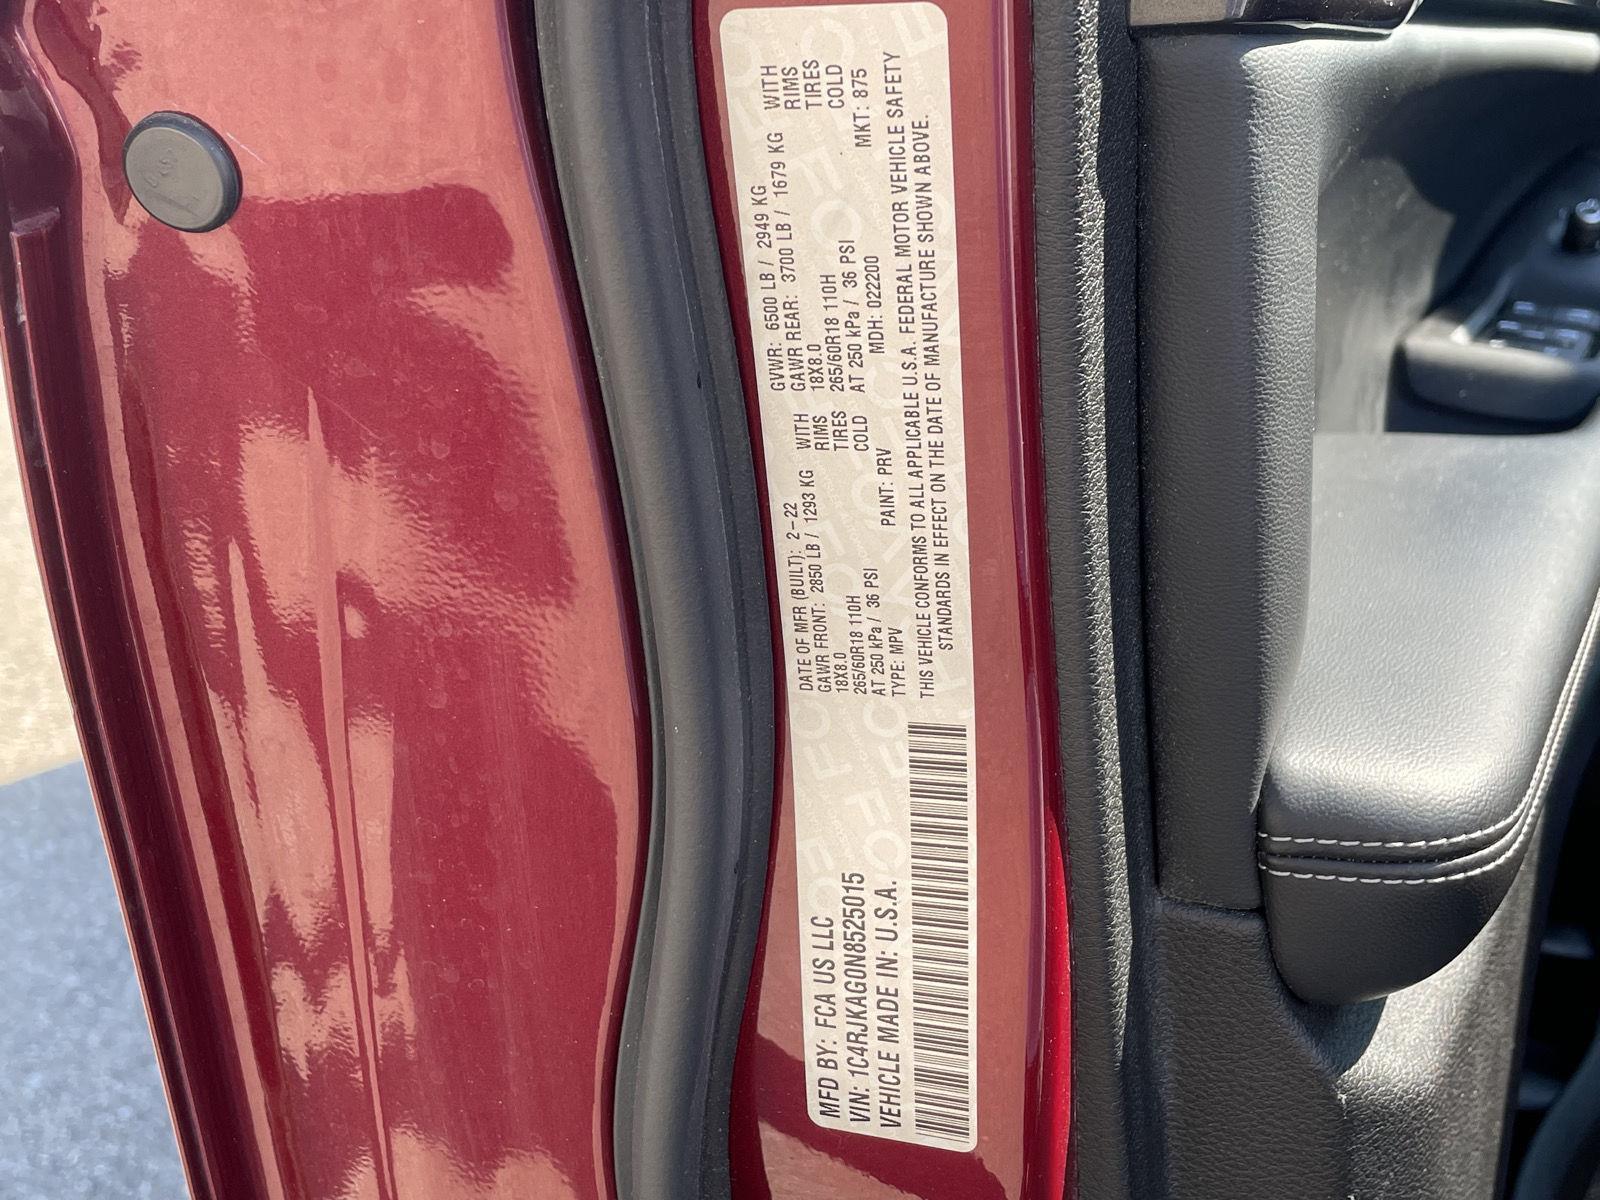 MFD BY: FCA US LLC
VIN: 1C4RJKAG0N8525015
VEHICLE MADE IN: U.S.A.
DATE OF MFR (BUILT): 2-22 GVWR: 6500 LB / 2949 KG
GAWR FRONT: 2850 LB / 1293 KG WITH GAWR REAR: 3700 LB / 1679 KG WITH
18X8.0 RIMS 18X8.0 RIMS
265/60R18 110H TIRES 265/60R18 110H TIRES
AT 250 kPa / 36 PSI COLD AT 250 kPa / 36 PSI COLD
TYPE: MPV PAINT: PRV MDH: 022200 MKT: 875
THIS VEHICLE CONFORMS TO ALL APPLICABLE U.S.A. FEDERAL MOTOR VEHICLE SAFETY
STANDARDS IN EFFECT ON THE DATE OF MANUFACTURE SHOWN ABOVE.